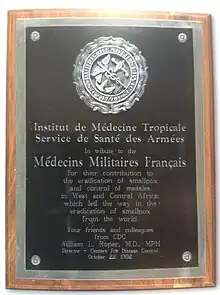 Institut de Médecine Tropicale
Service de Santé des Armées
In tribute to the
Médecins Militaires Français
for their contribution to
the eradication of smallpox
and control of measles
in West and Central Africa
which led the way to the
eradication of smallpox
from the world.
Your friends and colleagues
from CDC
William L. Roper, M.D., MPH
Director - Centers for Disease Control
October 22, 1992